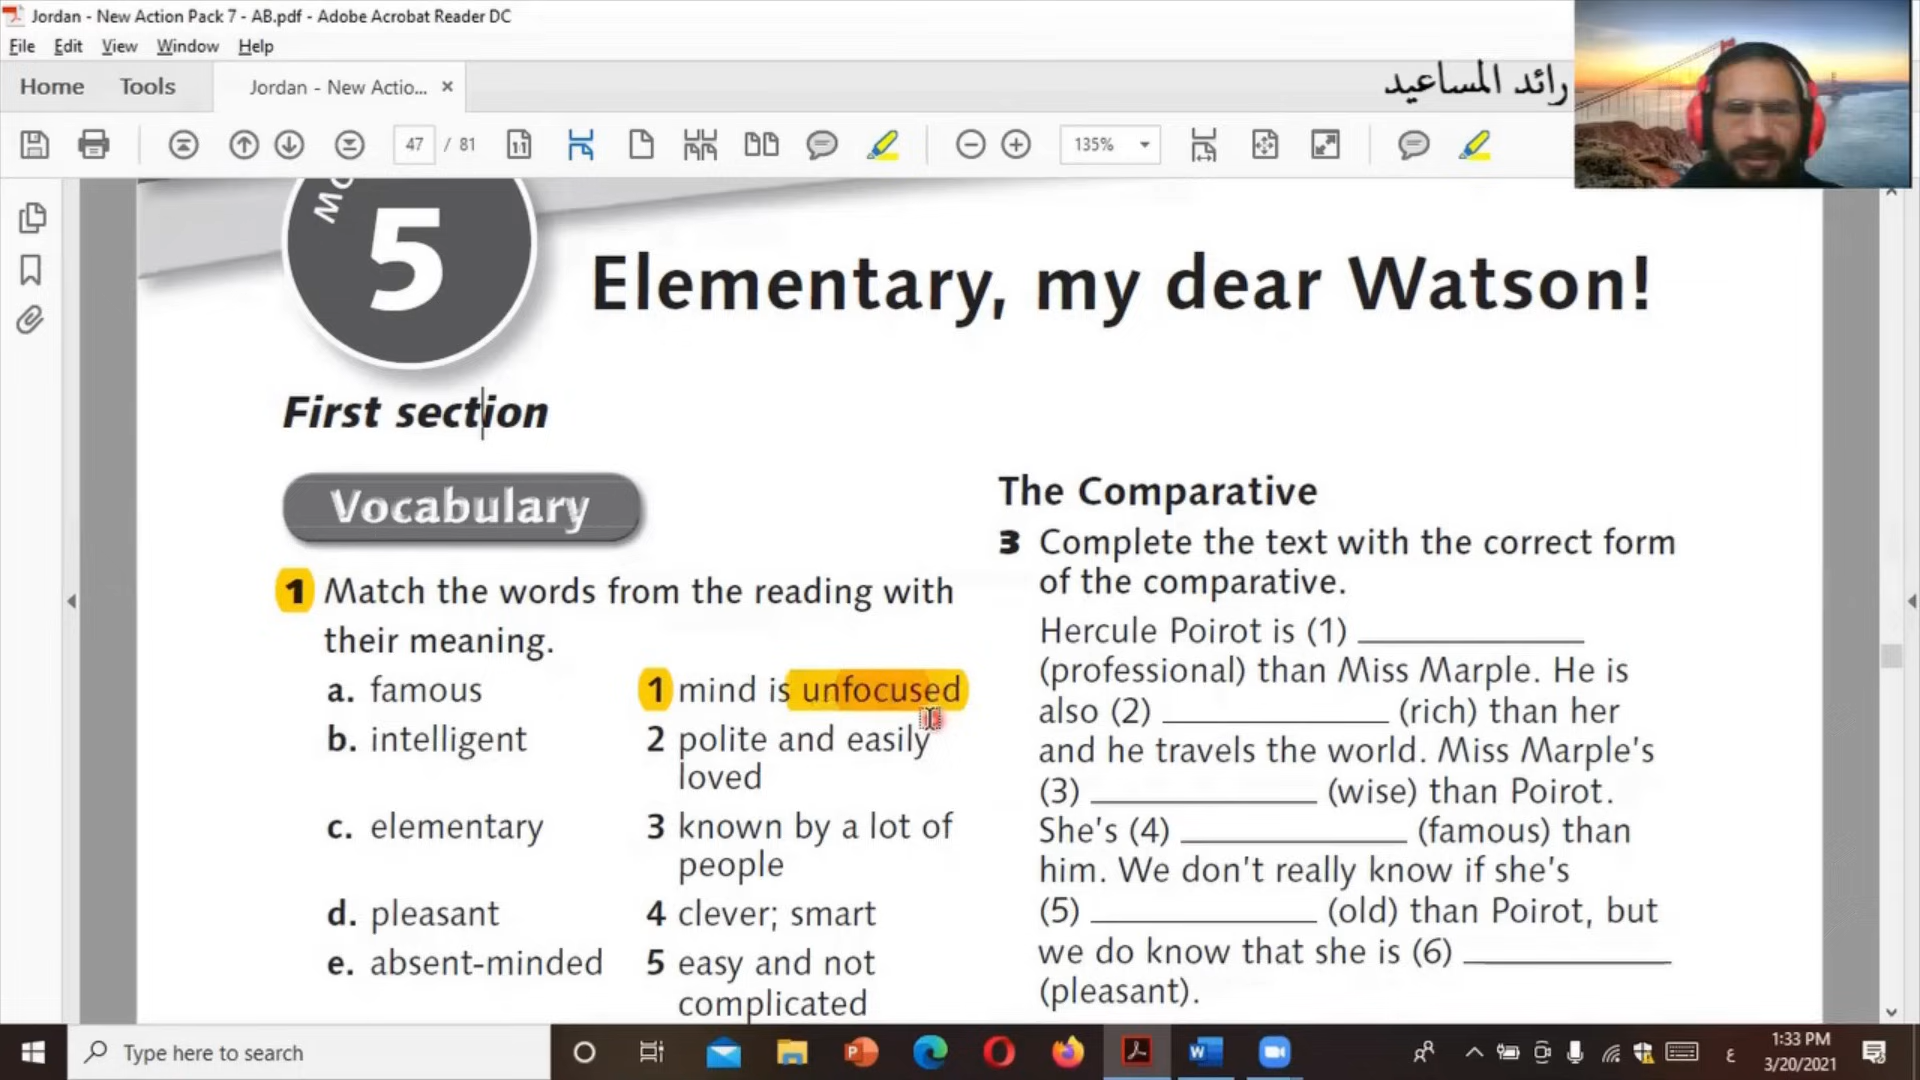 Jordan - New Action Pack 7 - AB.pdf - Adobe Acrobat Reader DC
File Edit View Window Help
Home Tools Jordan - New Actio... ×
رائد المساعيد
47 / 81 135%
5
Elementary, my dear Watson!
First section
Vocabulary
1 Match the words from the reading with
their meaning.
a. famous 1 mind is unfocused
b. intelligent 2 polite and easily
loved
c. elementary 3 known by a lot of
people
d. pleasant 4 clever; smart
e. absent-minded 5 easy and not
complicated
The Comparative
3 Complete the text with the correct form
of the comparative.
Hercule Poirot is (1) ____________
(professional) than Miss Marple. He is
also (2) ____________ (rich) than her
and he travels the world. Miss Marple's
(3) ____________ (wise) than Poirot.
She's (4) ____________ (famous) than
him. We don't really know if she's
(5) ____________ (old) than Poirot, but
we do know that she is (6) ____________
(pleasant).
Type here to search
ع
1:33 PM
3/20/2021